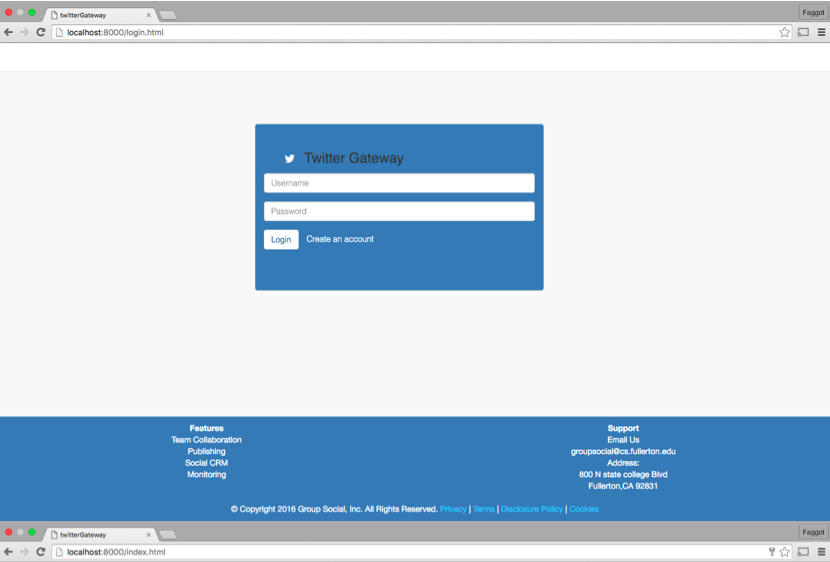 twitterGateway
Faggot
localhost:8000/login.html
Twitter Gateway
Username
Password
Login Create an account
Features
Team Collaboration
Publishing
Social CRM
Monitoring
Support
Email Us
groupsocial@cs.fullerton.edu
Address:
800 N state college Blvd
Fullerton,CA 92831
© Copyright 2016 Group Social, Inc. All Rights Reserved. Privacy | Terms | Disclosure Policy | Cookies
twitterGateway
Faggot
localhost:8000/index.html